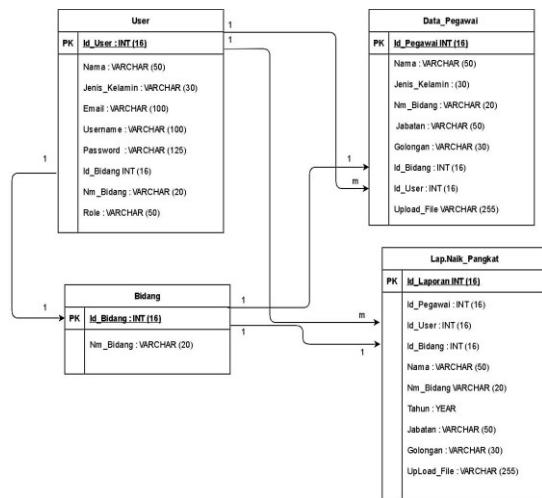 User
PK Id_User : INT (16)
Nama : VARCHAR (50)
Jenis_Kelamin : VARCHAR (30)
Email : VARCHAR (100)
Username : VARCHAR (100)
Password : VARCHAR (125)
Id_Bidang INT (16)
Nm_Bidang : VARCHAR (20)
Role : VARCHAR (50)
Data_Pegawai
PK Id_Pegawai INT (16)
Nama : VARCHAR (50)
Jenis_Kelamin : (30)
Nm_Bidang : VARCHAR (20)
Jabatan : VARCHAR (50)
Golongan : VARCHAR (30)
Id_Bidang : INT (16)
Id_User : INT (16)
Upload_File VARCHAR (255)
Bidang
PK Id_Bidang : INT (16)
Nm_Bidang : VARCHAR (20)
Lap.Naik_Pangkat
PK Id_Laporan INT (16)
Id_Pegawai : INT (16)
Id_User : INT (16)
Id_Bidang : INT (16)
Nama : VARCHAR (50)
Nm_Bidang VARCHAR (20)
Tahun : YEAR
Jabatan : VARCHAR (50)
Golongan : VARCHAR (30)
UpLoad_File : VARCHAR (255)
1
1
1
1
m
1
1
1
m
1